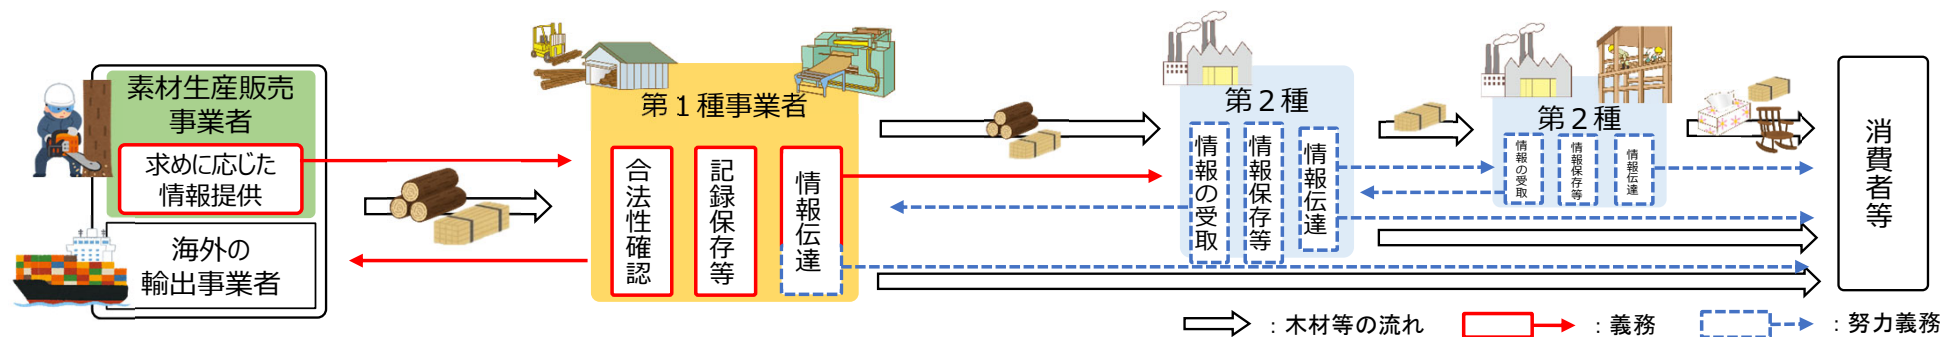 素材生産販売
事業者
求めに応じた
情報提供
海外の
輸出事業者
第１種事業者
合法性確認
記録保存等
情報伝達
第２種
情報の受取
情報保存等
情報伝達
第２種
情報の受取
情報保存等
情報伝達
消費者等
：木材等の流れ
：義務
：努力義務